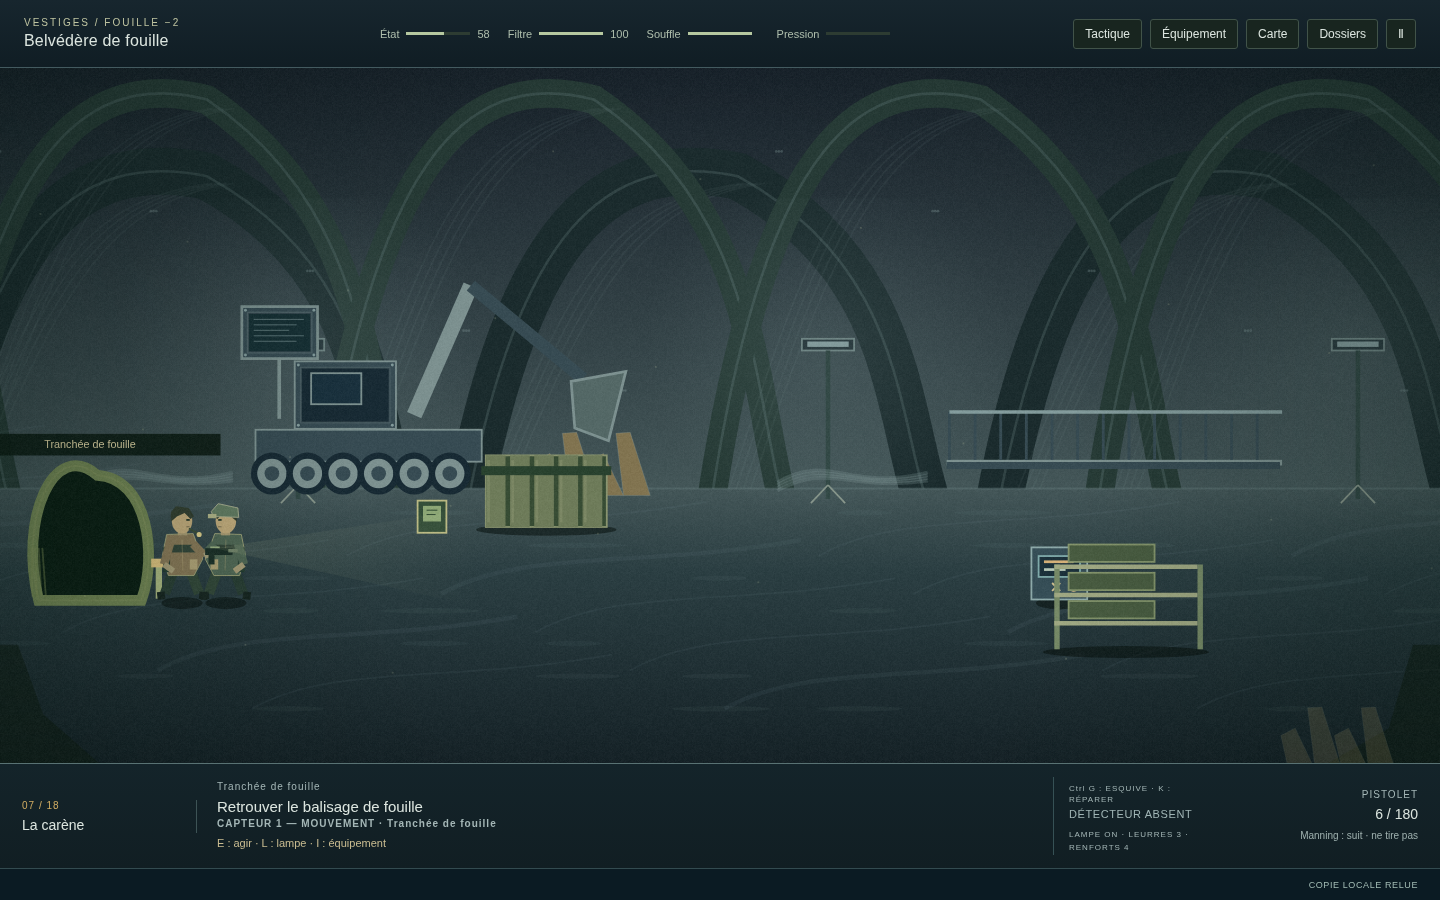 VESTIGES / FOUILLE −2
Belvédère de fouille
État 58 Filtre 100 Souffle Pression
Tactique Équipement Carte Dossiers II
Tranchée de fouille
07 / 18
La carène
Tranchée de fouille
Retrouver le balisage de fouille
CAPTEUR 1 — MOUVEMENT · Tranchée de fouille
E : agir · L : lampe · I : équipement
Ctrl G : ESQUIVE · K :
RÉPARER
DÉTECTEUR ABSENT
LAMPE ON · LEURRES 3 ·
RENFORTS 4
PISTOLET
6 / 180
Manning : suit · ne tire pas
COPIE LOCALE RELUE